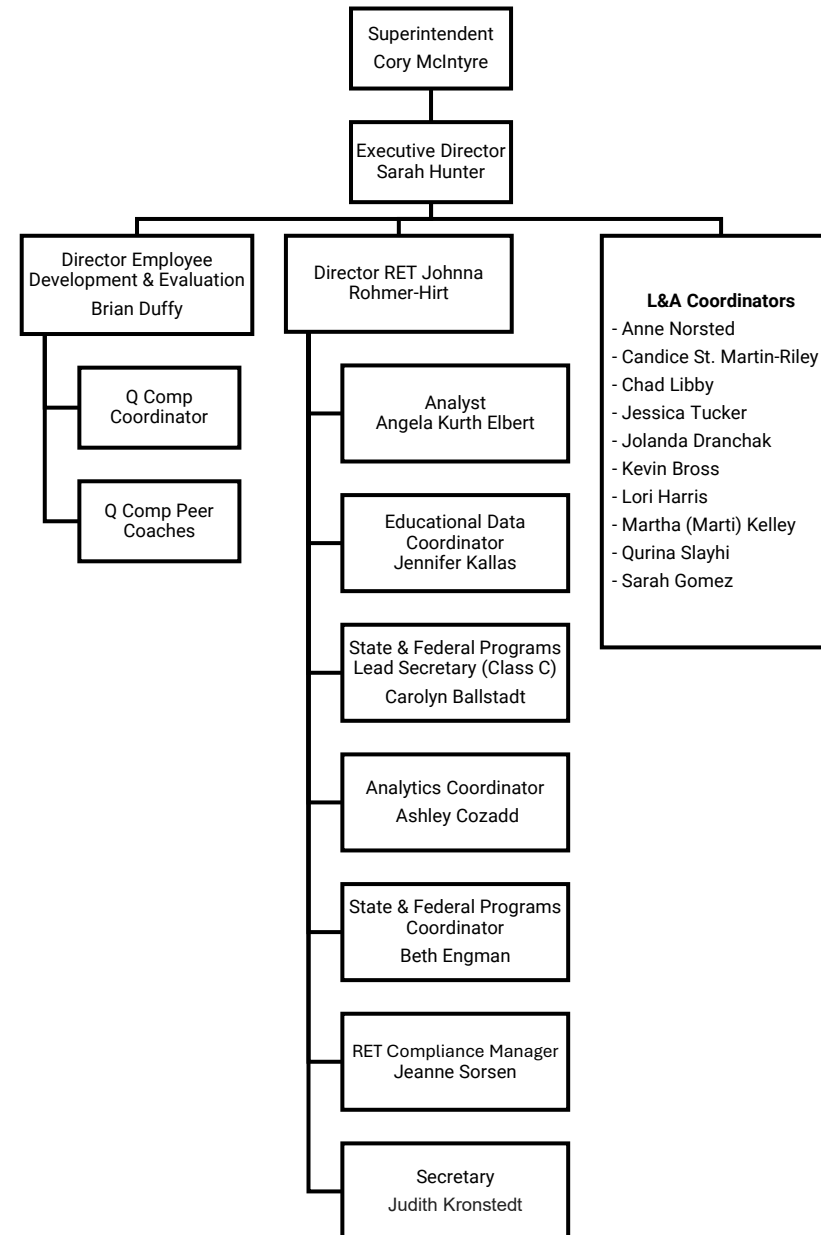 Superintendent
Cory McIntyre
Executive Director
Sarah Hunter
Director Employee
Development & Evaluation
Brian Duffy
Q Comp
Coordinator
Q Comp Peer
Coaches
Director RET Johnna
Rohmer-Hirt
Analyst
Angela Kurth Elbert
Educational Data
Coordinator
Jennifer Kallas
State & Federal Programs
Lead Secretary (Class C)
Carolyn Ballstadt
Analytics Coordinator
Ashley Cozadd
State & Federal Programs
Coordinator
Beth Engman
RET Compliance Manager
Jeanne Sorsen
Secretary
Judith Kronstedt
L&A Coordinators
- Anne Norsted
- Candice St. Martin-Riley
- Chad Libby
- Jessica Tucker
- Jolanda Dranchak
- Kevin Bross
- Lori Harris
- Martha (Marti) Kelley
- Qurina Slayhi
- Sarah Gomez